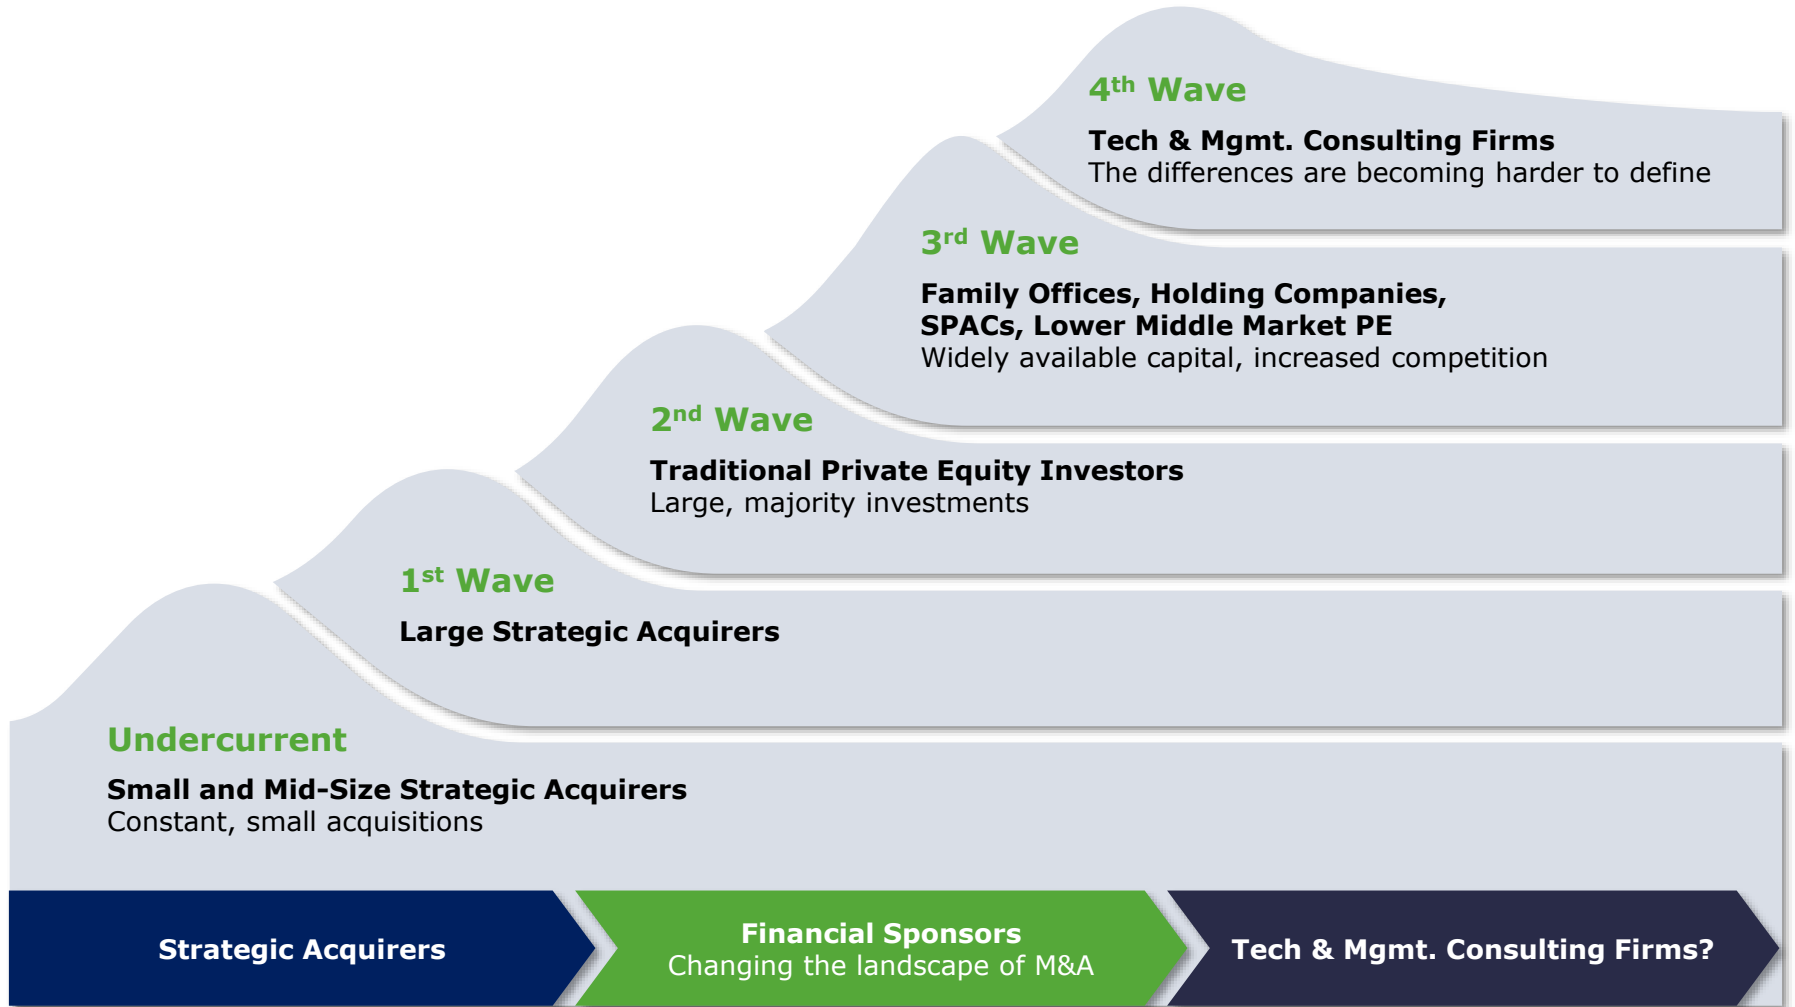 4th Wave
Tech & Mgmt. Consulting Firms
The differences are becoming harder to define
3rd Wave
Family Offices, Holding Companies,
SPACs, Lower Middle Market PE
Widely available capital, increased competition
2nd Wave
Traditional Private Equity Investors
Large, majority investments
1st Wave
Large Strategic Acquirers
Undercurrent
Small and Mid-Size Strategic Acquirers
Constant, small acquisitions
Strategic Acquirers
Financial Sponsors
Changing the landscape of M&A
Tech & Mgmt. Consulting Firms?